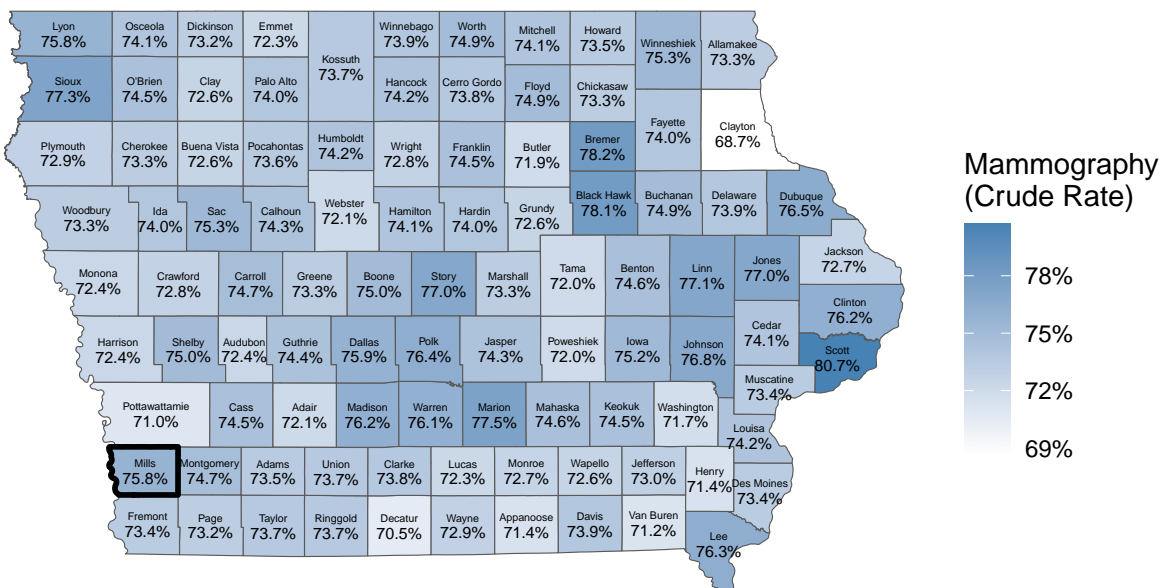 Lyon
75.8%
Osceola
74.1%
Dickinson
73.2%
Emmet
72.3%
Kossuth
73.7%
Winnebago
73.9%
Worth
74.9%
Mitchell
74.1%
Howard
73.5%
Winneshiek
75.3%
Allamakee
73.3%
Sioux
77.3%
O'Brien
74.5%
Clay
72.6%
Palo Alto
74.0%
Hancock
74.2%
Cerro Gordo
73.8%
Floyd
74.9%
Chickasaw
73.3%
Fayette
74.0%
Clayton
68.7%
Plymouth
72.9%
Cherokee
73.3%
Buena Vista
72.6%
Pocahontas
73.6%
Humboldt
74.2%
Wright
72.8%
Franklin
74.5%
Butler
71.9%
Bremer
78.2%
Woodbury
73.3%
Ida
74.0%
Sac
75.3%
Calhoun
74.3%
Webster
72.1%
Hamilton
74.1%
Hardin
74.0%
Grundy
72.6%
Black Hawk
78.1%
Buchanan
74.9%
Delaware
73.9%
Dubuque
76.5%
Monona
72.4%
Crawford
72.8%
Carroll
74.7%
Greene
73.3%
Boone
75.0%
Story
77.0%
Marshall
73.3%
Tama
72.0%
Benton
74.6%
Linn
77.1%
Jones
77.0%
Jackson
72.7%
Clinton
76.2%
Harrison
72.4%
Shelby
75.0%
Audubon
72.4%
Guthrie
74.4%
Dallas
75.9%
Polk
76.4%
Jasper
74.3%
Poweshiek
72.0%
Iowa
75.2%
Johnson
76.8%
Cedar
74.1%
Scott
80.7%
Muscatine
73.4%
Pottawattamie
71.0%
Cass
74.5%
Adair
72.1%
Madison
76.2%
Warren
76.1%
Marion
77.5%
Mahaska
74.6%
Keokuk
74.5%
Washington
71.7%
Louisa
74.2%
Mills
75.8%
Montgomery
74.7%
Adams
73.5%
Union
73.7%
Clarke
73.8%
Lucas
72.3%
Monroe
72.7%
Wapello
72.6%
Jefferson
73.0%
Henry
71.4%
Des Moines
73.4%
Fremont
73.4%
Page
73.2%
Taylor
73.7%
Ringgold
73.7%
Decatur
70.5%
Wayne
72.9%
Appanoose
71.4%
Davis
73.9%
Van Buren
71.2%
Lee
76.3%
Mammography
(Crude Rate)
78%
75%
72%
69%